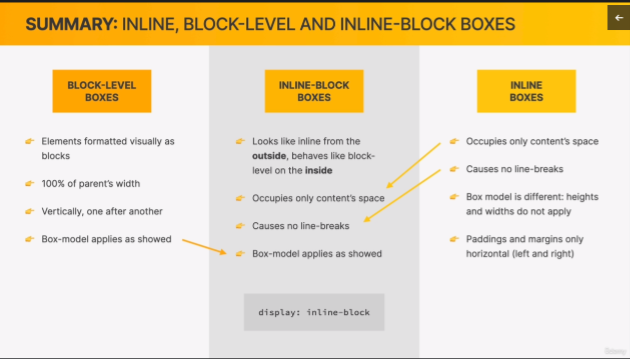 SUMMARY: INLINE, BLOCK-LEVEL AND INLINE-BLOCK BOXES
BLOCK-LEVEL
BOXES
Elements formatted visually as
blocks
100% of parent's width
Vertically, one after another
Box-model applies as showed
INLINE-BLOCK
BOXES
Looks like inline from the
outside, behaves like block-
level on the inside
Occupies only content's space
Causes no line-breaks
Box-model applies as showed
display: inline-block
INLINE
BOXES
Occupies only content's space
Causes no line-breaks
Box model is different: heights
and widths do not apply
Paddings and margins only
horizontal (left and right)
Udemy